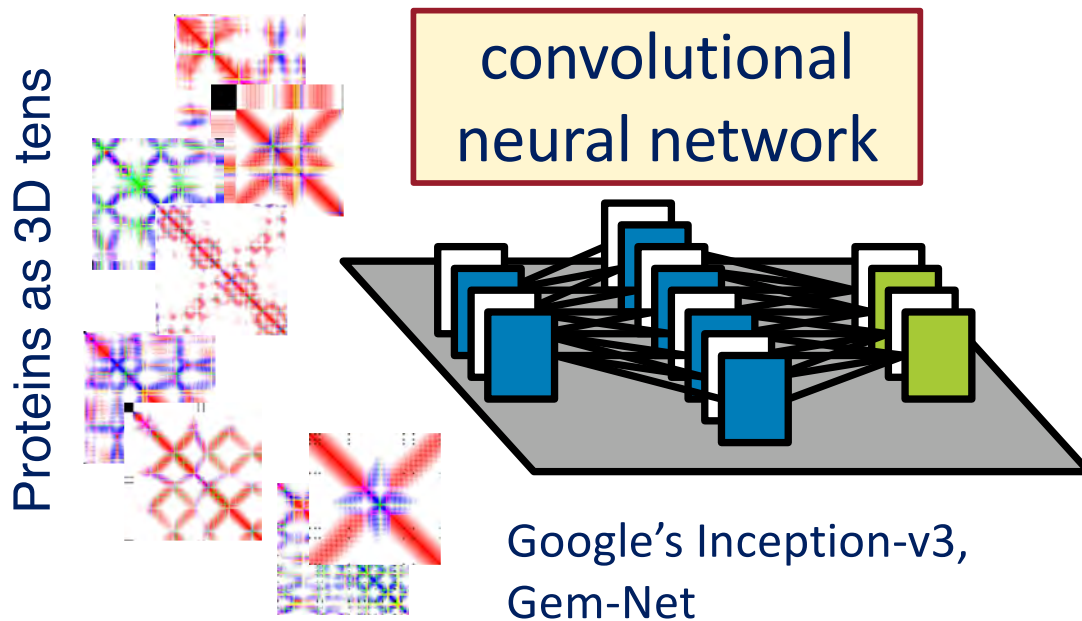 Proteins as 3D tens
convolutional
neural network
Google’s Inception-v3,
Gem-Net